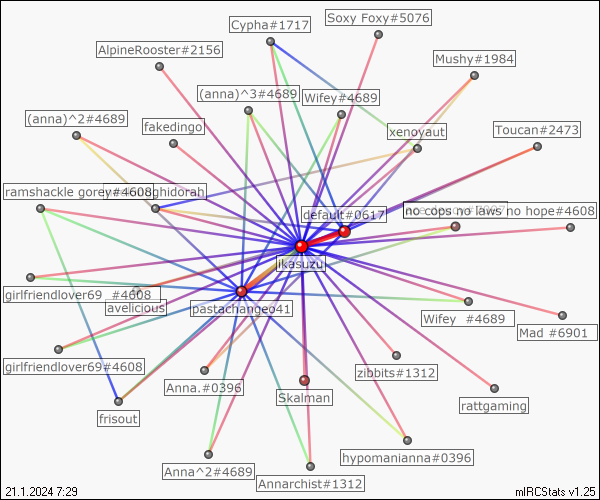 Soxy Foxy#5076
Cypha#1717
AlpineRooster#2156
Mushy#1984
(anna)^3#4689
Wifey#4689
(anna)^2#4689
fakedingo
xenoyaut
Toucan#2473
ramshackle gorey#4608
ghidorah
default#0617
no cops no laws no hope#4608
ikasuzu
girlfriendlover69_#4608
avelicious
pastachangeo41
Wifey #4689
Mad #6901
girlfriendlover69#4608
zibbits#1312
Anna.#0396
Skalman
rattgaming
frisout
hypomanianna#0396
Anna^2#4689
Annarchist#1312
21.1.2024 7:29
mIRCStats v1.25